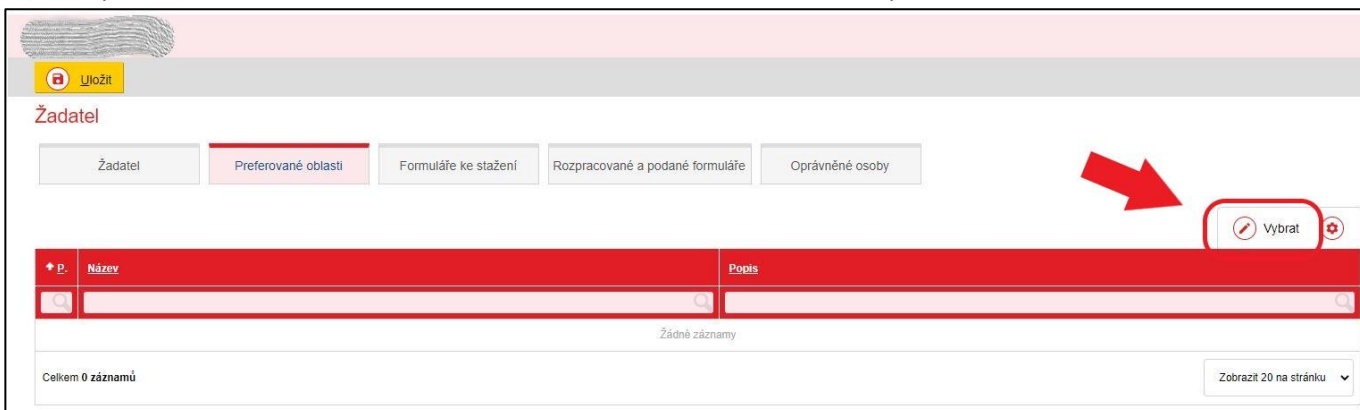 Uložit
Žadatel
Žadatel Preferované oblasti Formuláře ke stažení Rozpracované a podané formuláře Oprávněné osoby
Vybrat
P. Název Popis
Žádné záznamy
Celkem 0 záznamů Zobrazit 20 na stránku